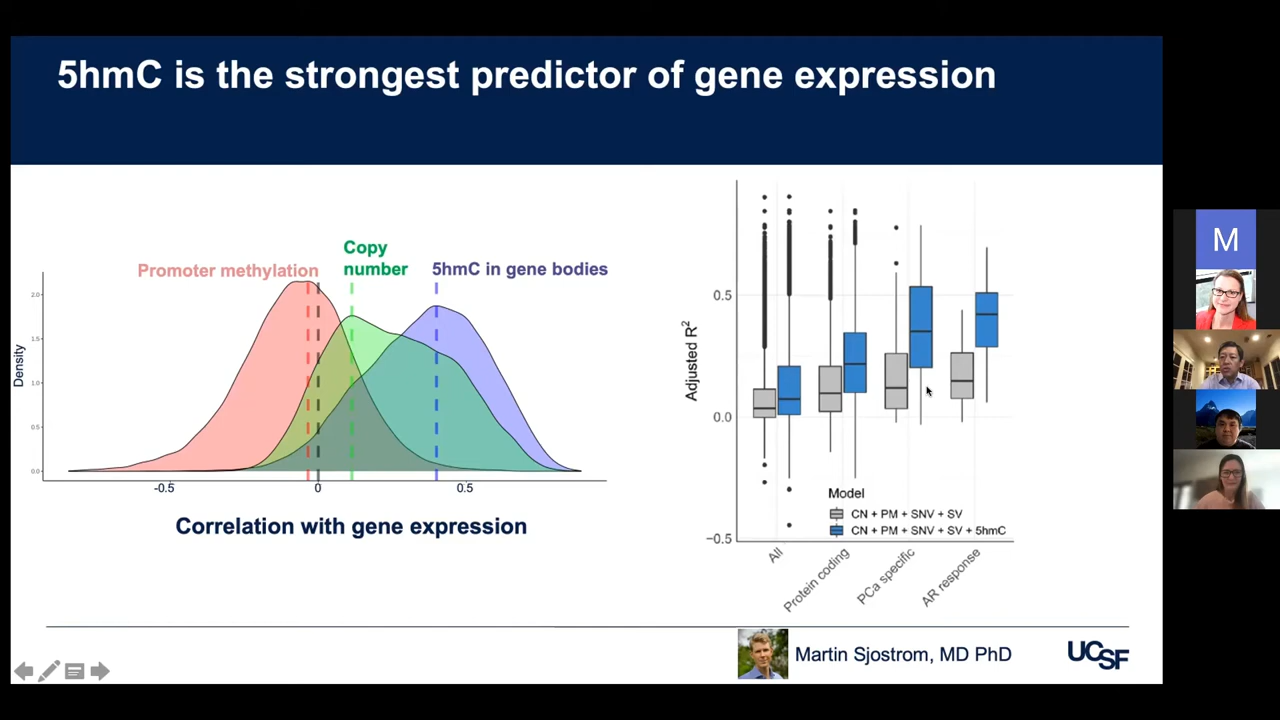 5hmC is the strongest predictor of gene expression
Promoter methylation
Copy
number
5hmC in gene bodies
Density
2.0
1.5
1.0
0.5
0.0
-0.5
0
0.5
Correlation with gene expression
Adjusted R²
0.5
0.0
−0.5
Model
CN + PM + SNV + SV
CN + PM + SNV + SV + 5hmC
All
Protein coding
PCa specific
AR response
Martin Sjostrom, MD PhD
UCSF
M